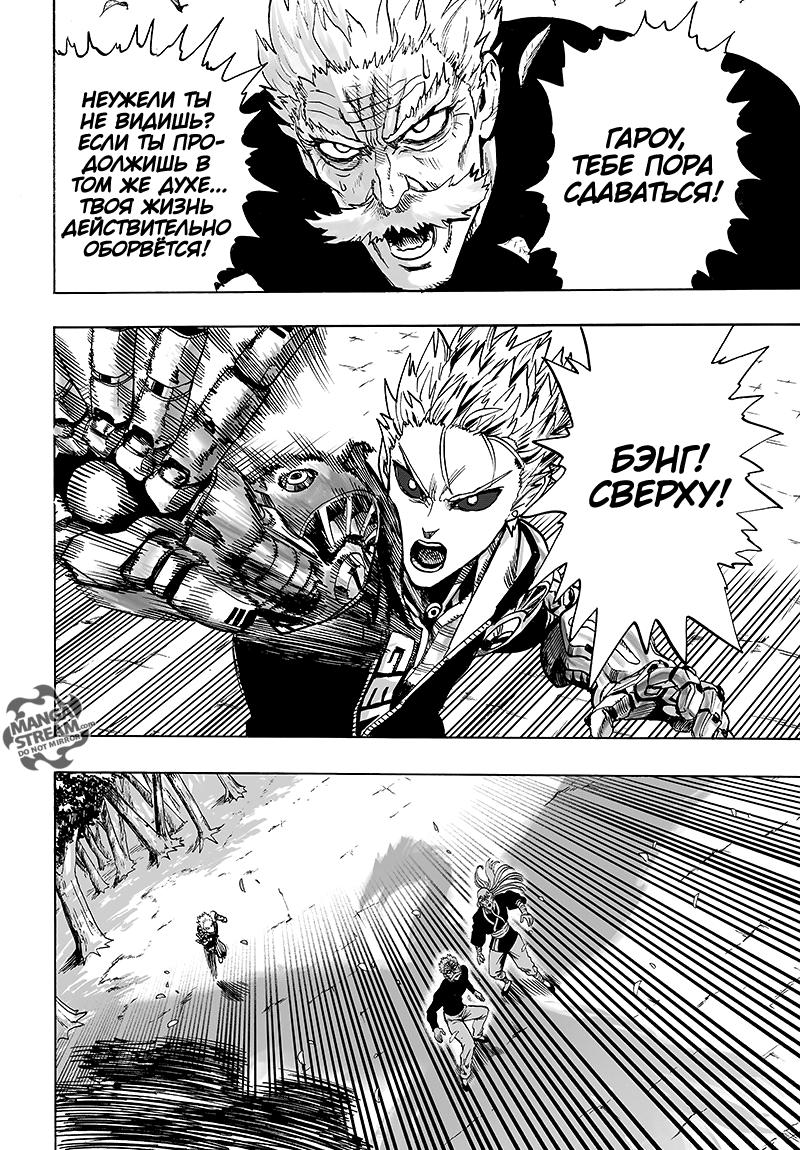 ГАРОУ,
ТЕБЕ ПОРА
СДАВАТЬСЯ!
НЕУЖЕЛИ ТЫ
НЕ ВИДИШЬ?
ЕСЛИ ТЫ ПРО-
ДОЛЖИШЬ В
ТОМ ЖЕ ДУХЕ...
ТВОЯ ЖИЗНЬ
ДЕЙСТВИТЕЛЬНО
ОБОРВЁТСЯ!
БЭНГ!
СВЕРХУ!
GE
MANGA
STREAM.com
DO NOT MIRROR